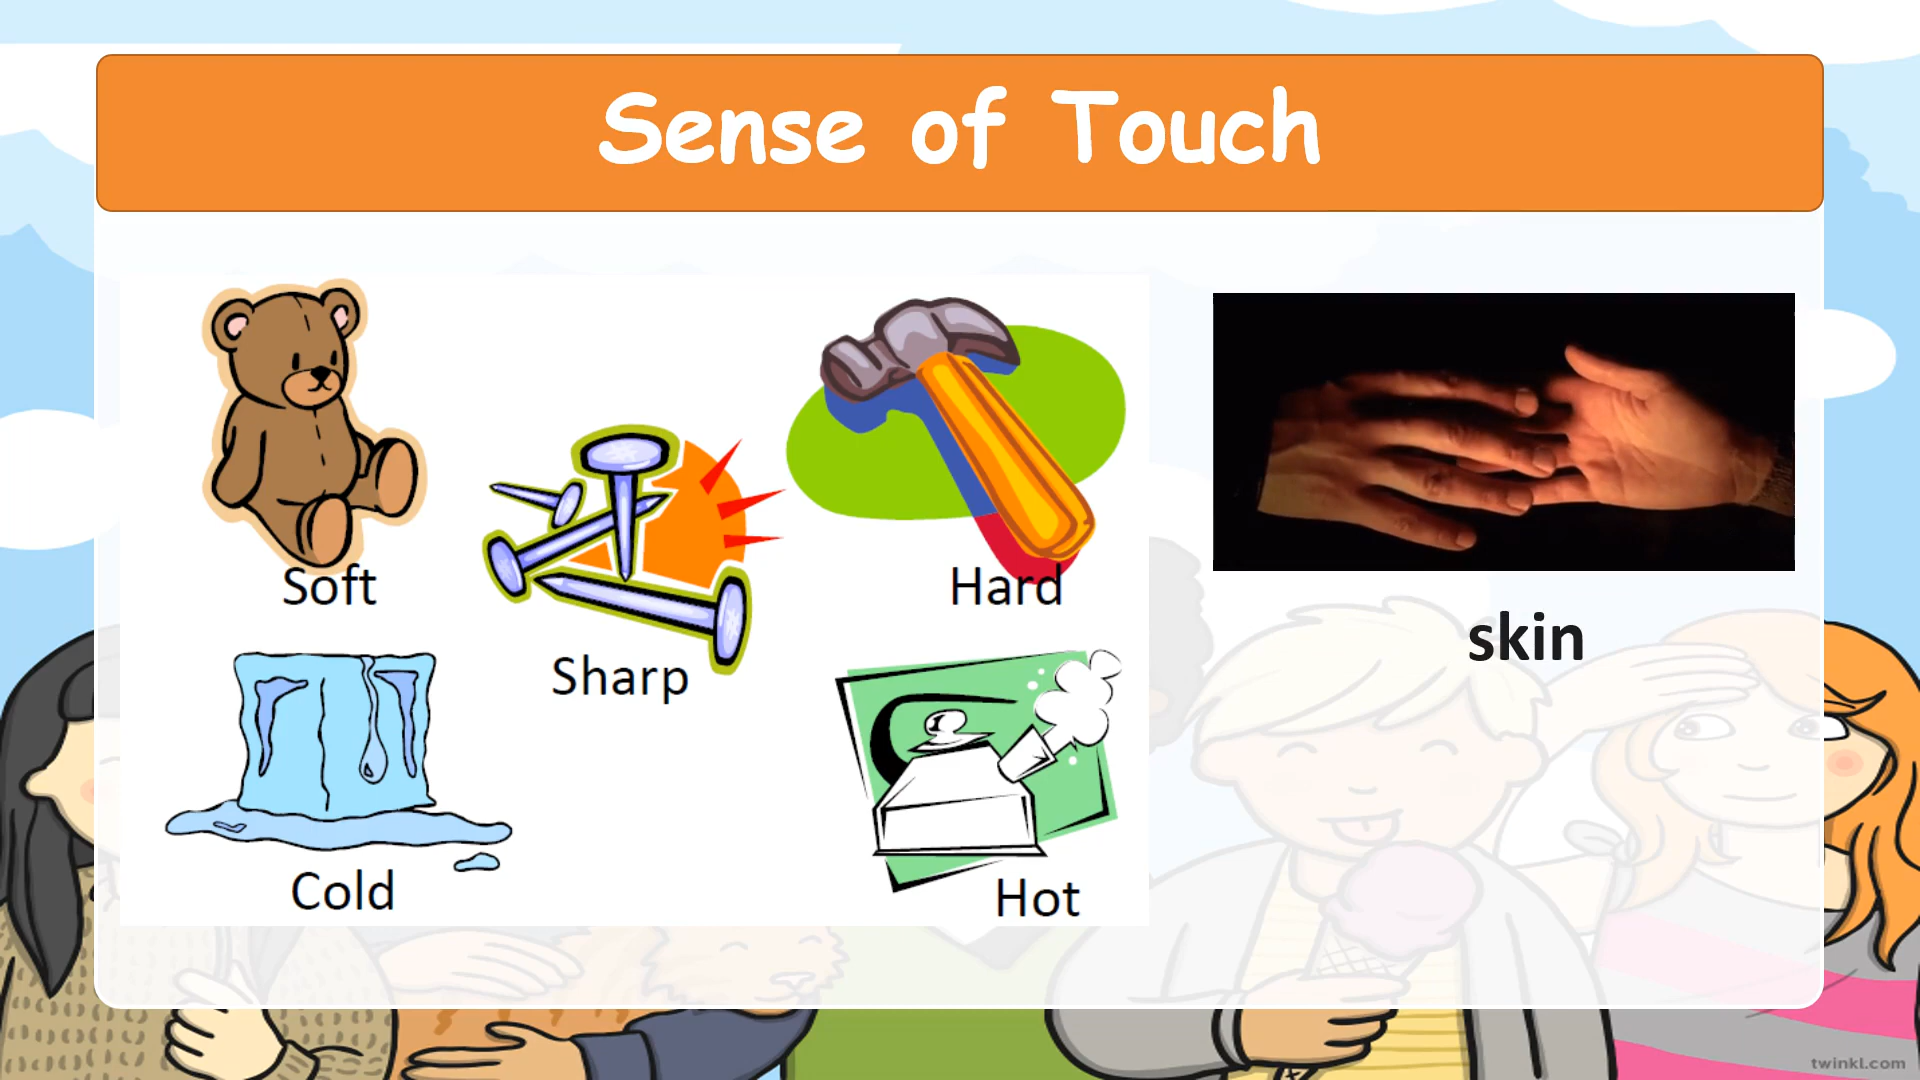 Sense of Touch
Soft
Sharp
Hard
skin
Cold
Hot
twinkl.com